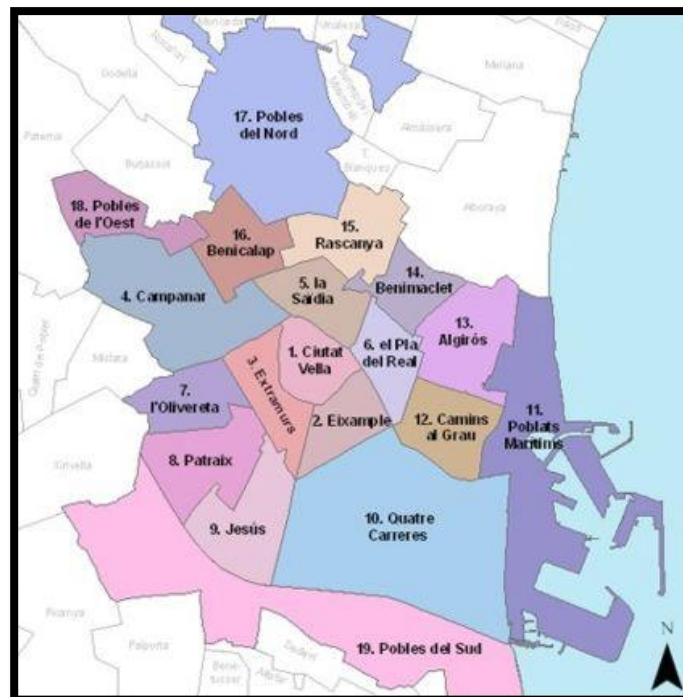 Moncada
Godella
Meliana
Almàssera
Paterna
Burjassot
Alboraya
17. Pobles
del Nord
18. Pobles
de l'Oest
16.
Benicalap
15.
Rascanya
14.
Benimaclet
4. Campanar
5. la
Saïdia
13.
Algirós
6. el Pla
del Real
1. Ciutat
Vella
3. Extramurs
7.
l'Olivereta
2. Eixample
12. Camins
al Grau
11.
Poblats
Marítims
8. Patraix
Xirivella
9. Jesús
10. Quatre
Carreres
Picanya
Paiporta
19. Pobles del Sud
N